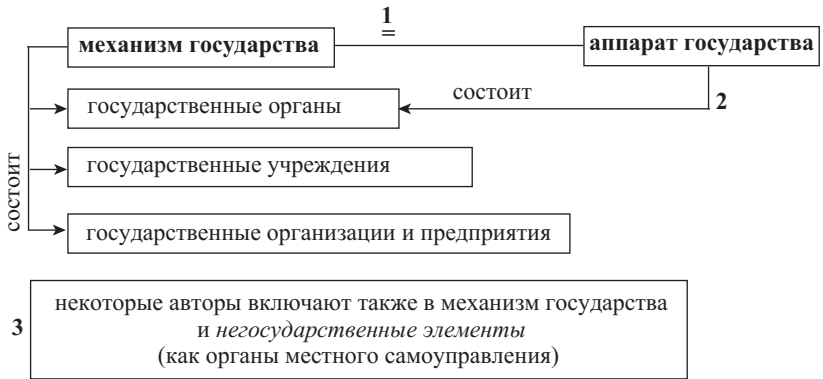 1
=
механизм государства
аппарат государства
государственные органы
состоит
2
государственные учреждения
состоит
государственные организации и предприятия
3
некоторые авторы включают также в механизм государства
и негосударственные элементы
(как органы местного самоуправления)